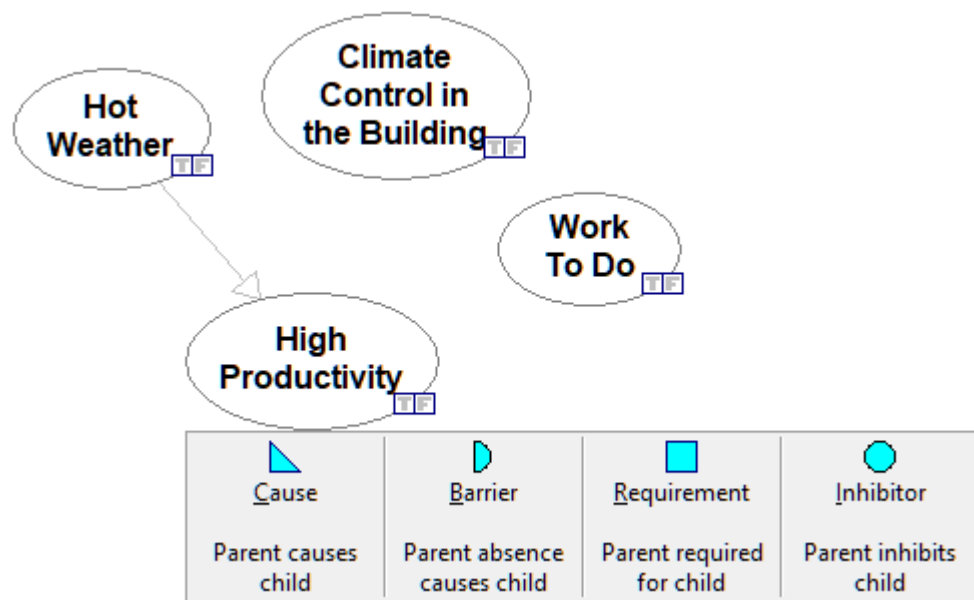 Hot
Weather
T F
Climate
Control in
the Building
T F
Work
To Do
T F
High
Productivity
T F
Cause
Parent causes
child
Barrier
Parent absence
causes child
Requirement
Parent required
for child
Inhibitor
Parent inhibits
child